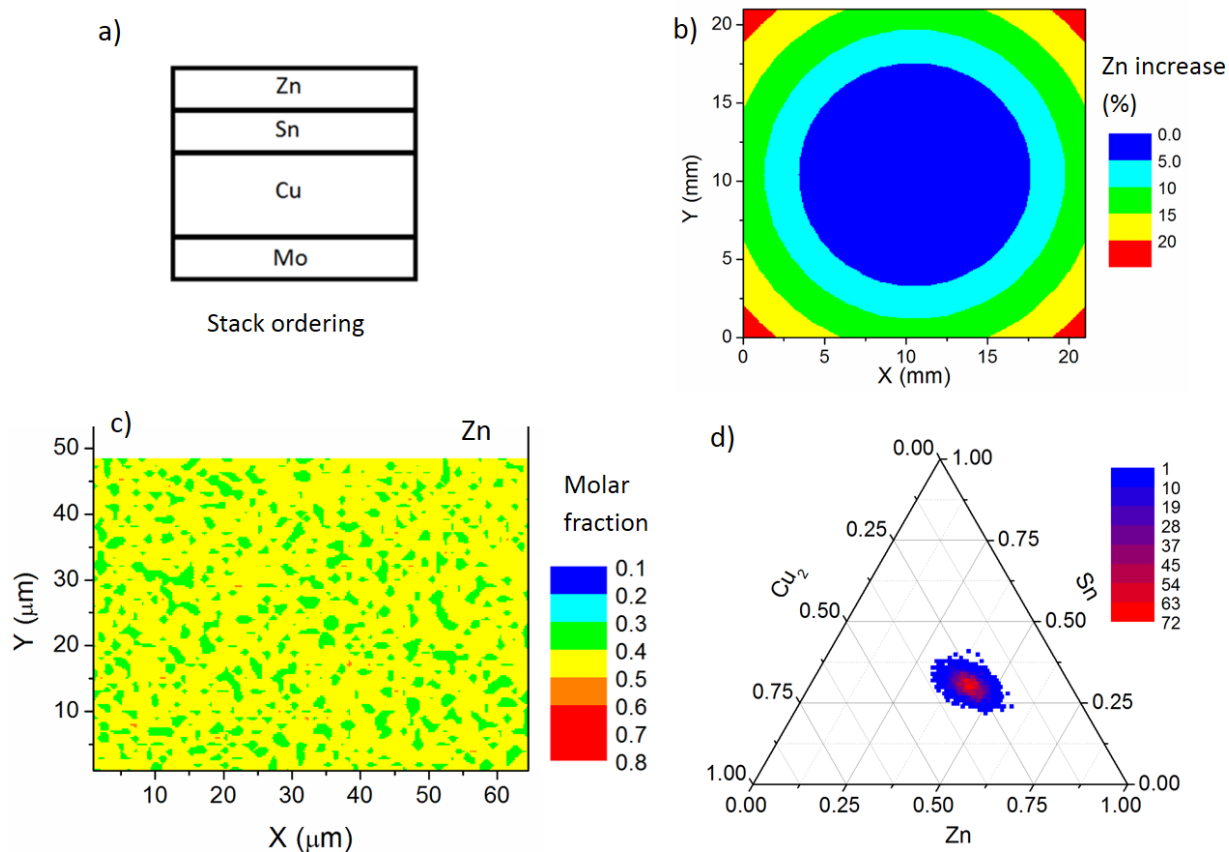 a)
Zn
Sn
Cu
Mo
Stack ordering
b)
20
15
10
5
0
Y (mm)
0
5
10
15
20
X (mm)
Zn increase
(%)
0.0
5.0
10
15
20
c)
Zn
50
40
30
20
10
Y (μm)
10
20
30
40
50
60
X (μm)
Molar
fraction
0.1
0.2
0.3
0.4
0.5
0.6
0.7
0.8
d)
0.00
1.00
0.25
0.75
Cu2
Sn
0.50
0.50
0.75
0.25
1.00
0.00
0.00
0.25
0.50
0.75
1.00
Zn
1
10
19
28
37
45
54
63
72